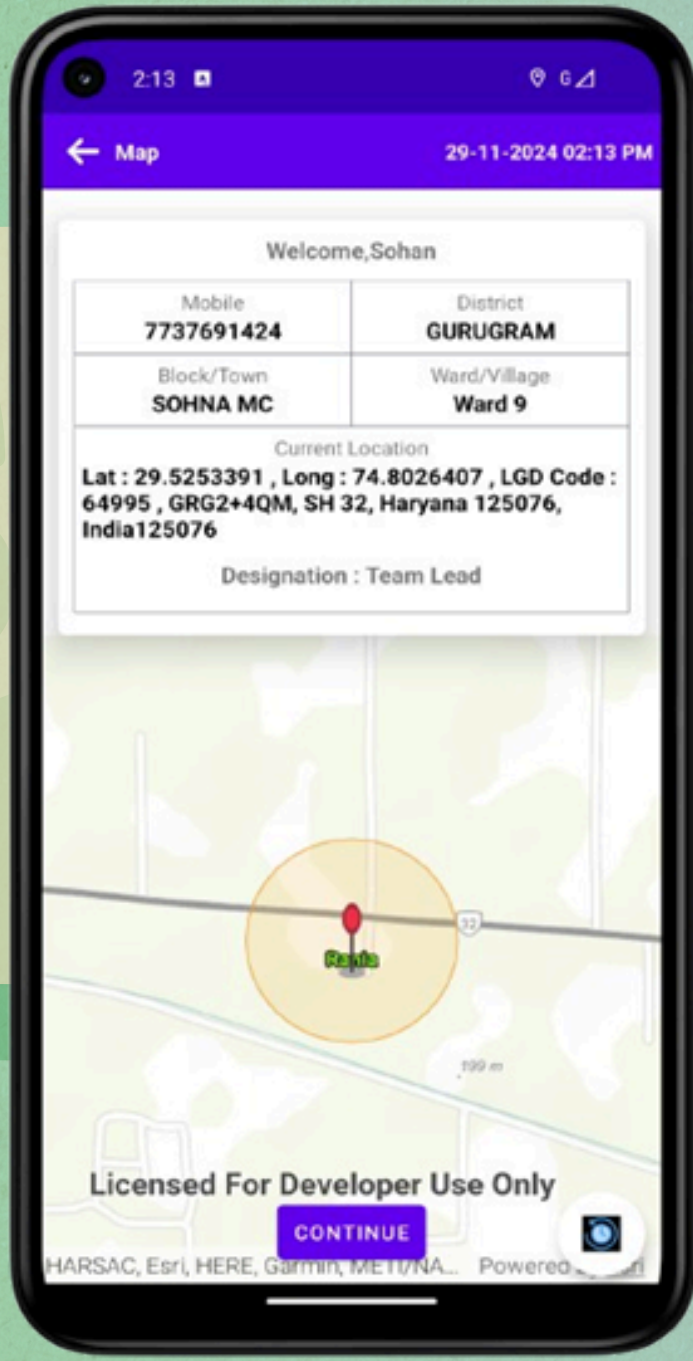 2:13
G
Map
29-11-2024 02:13 PM
Welcome,Sohan
Mobile
District
7737691424
GURUGRAM
Block/Town
Ward/Village
SOHNA MC
Ward 9
Current Location
Lat : 29.5253391 , Long : 74.8026407 , LGD Code :
64995 , GRG2+4QM, SH 32, Haryana 125076,
India125076
Designation : Team Lead
32
Rania
199 m
Licensed For Developer Use Only
CONTINUE
HARSAC, Esri, HERE, Garmin, METI/NA... Powered